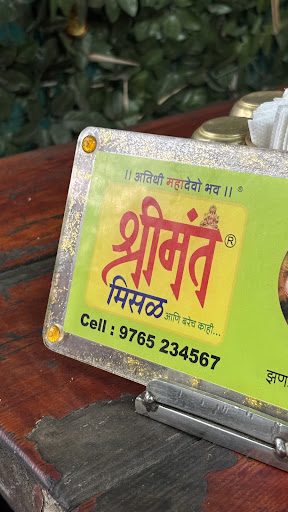 ।। अतिथी महादेवो भव ।। ®
श्रीमंत ®
मिसळ आणि बरेच काही...
Cell : 9765 234567